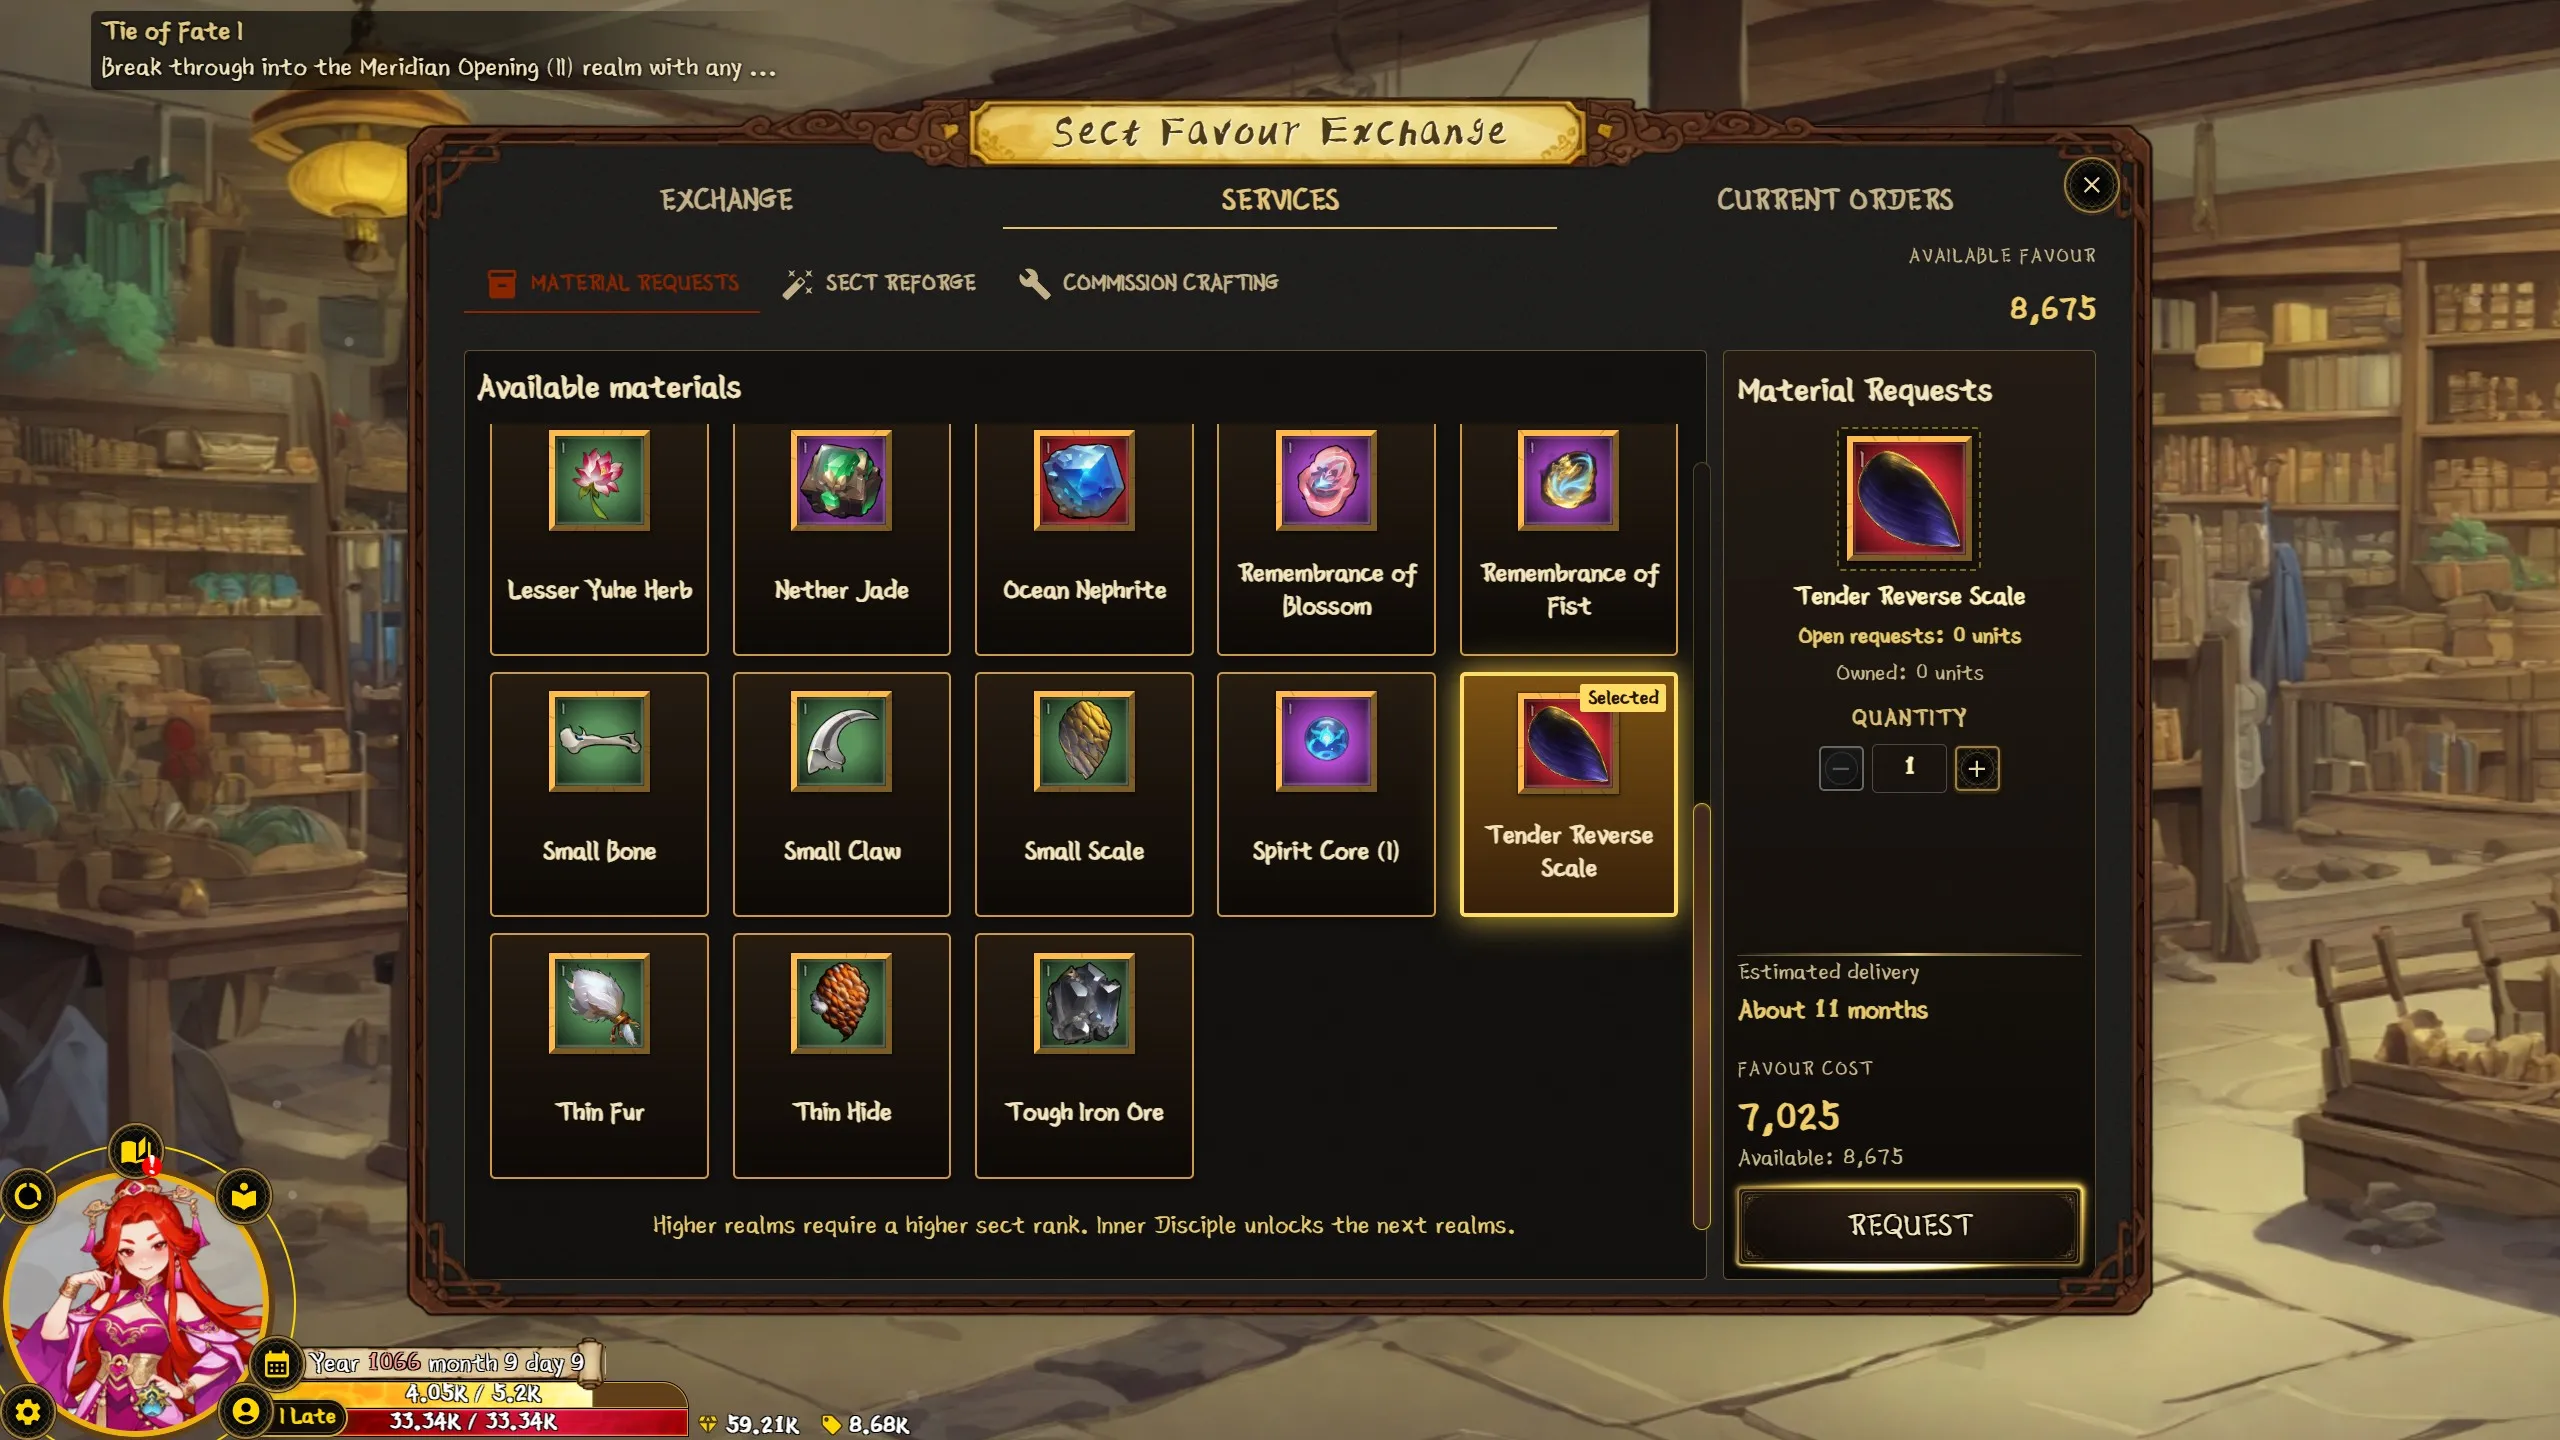 Tie of Fate I
Break through into the Meridian Opening (II) realm with any ...
Sect Favour Exchange
EXCHANGE
SERVICES
CURRENT ORDERS
MATERIAL REQUESTS
SECT REFORGE
COMMISSION CRAFTING
AVAILABLE FAVOUR
8,675
Available materials
I
I
I
I
I
Lesser Yuhe Herb
Nether Jade
Ocean Nephrite
Remembrance of
Blossom
Remembrance of
Fist
I
I
I
I
I
Selected
Small Bone
Small Claw
Small Scale
Spirit Core (I)
Tender Reverse
Scale
I
I
I
Thin Fur
Thin Hide
Tough Iron Ore
Higher realms require a higher sect rank. Inner Disciple unlocks the next realms.
Material Requests
I
Tender Reverse Scale
Open requests: 0 units
Owned: 0 units
QUANTITY
1
Estimated delivery
About 11 months
FAVOUR COST
7,025
Available: 8,675
REQUEST
Year 1066 month 9 day 9
4.05K / 5.2K
I Late
33.34K / 33.34K
59.21K
8.68K